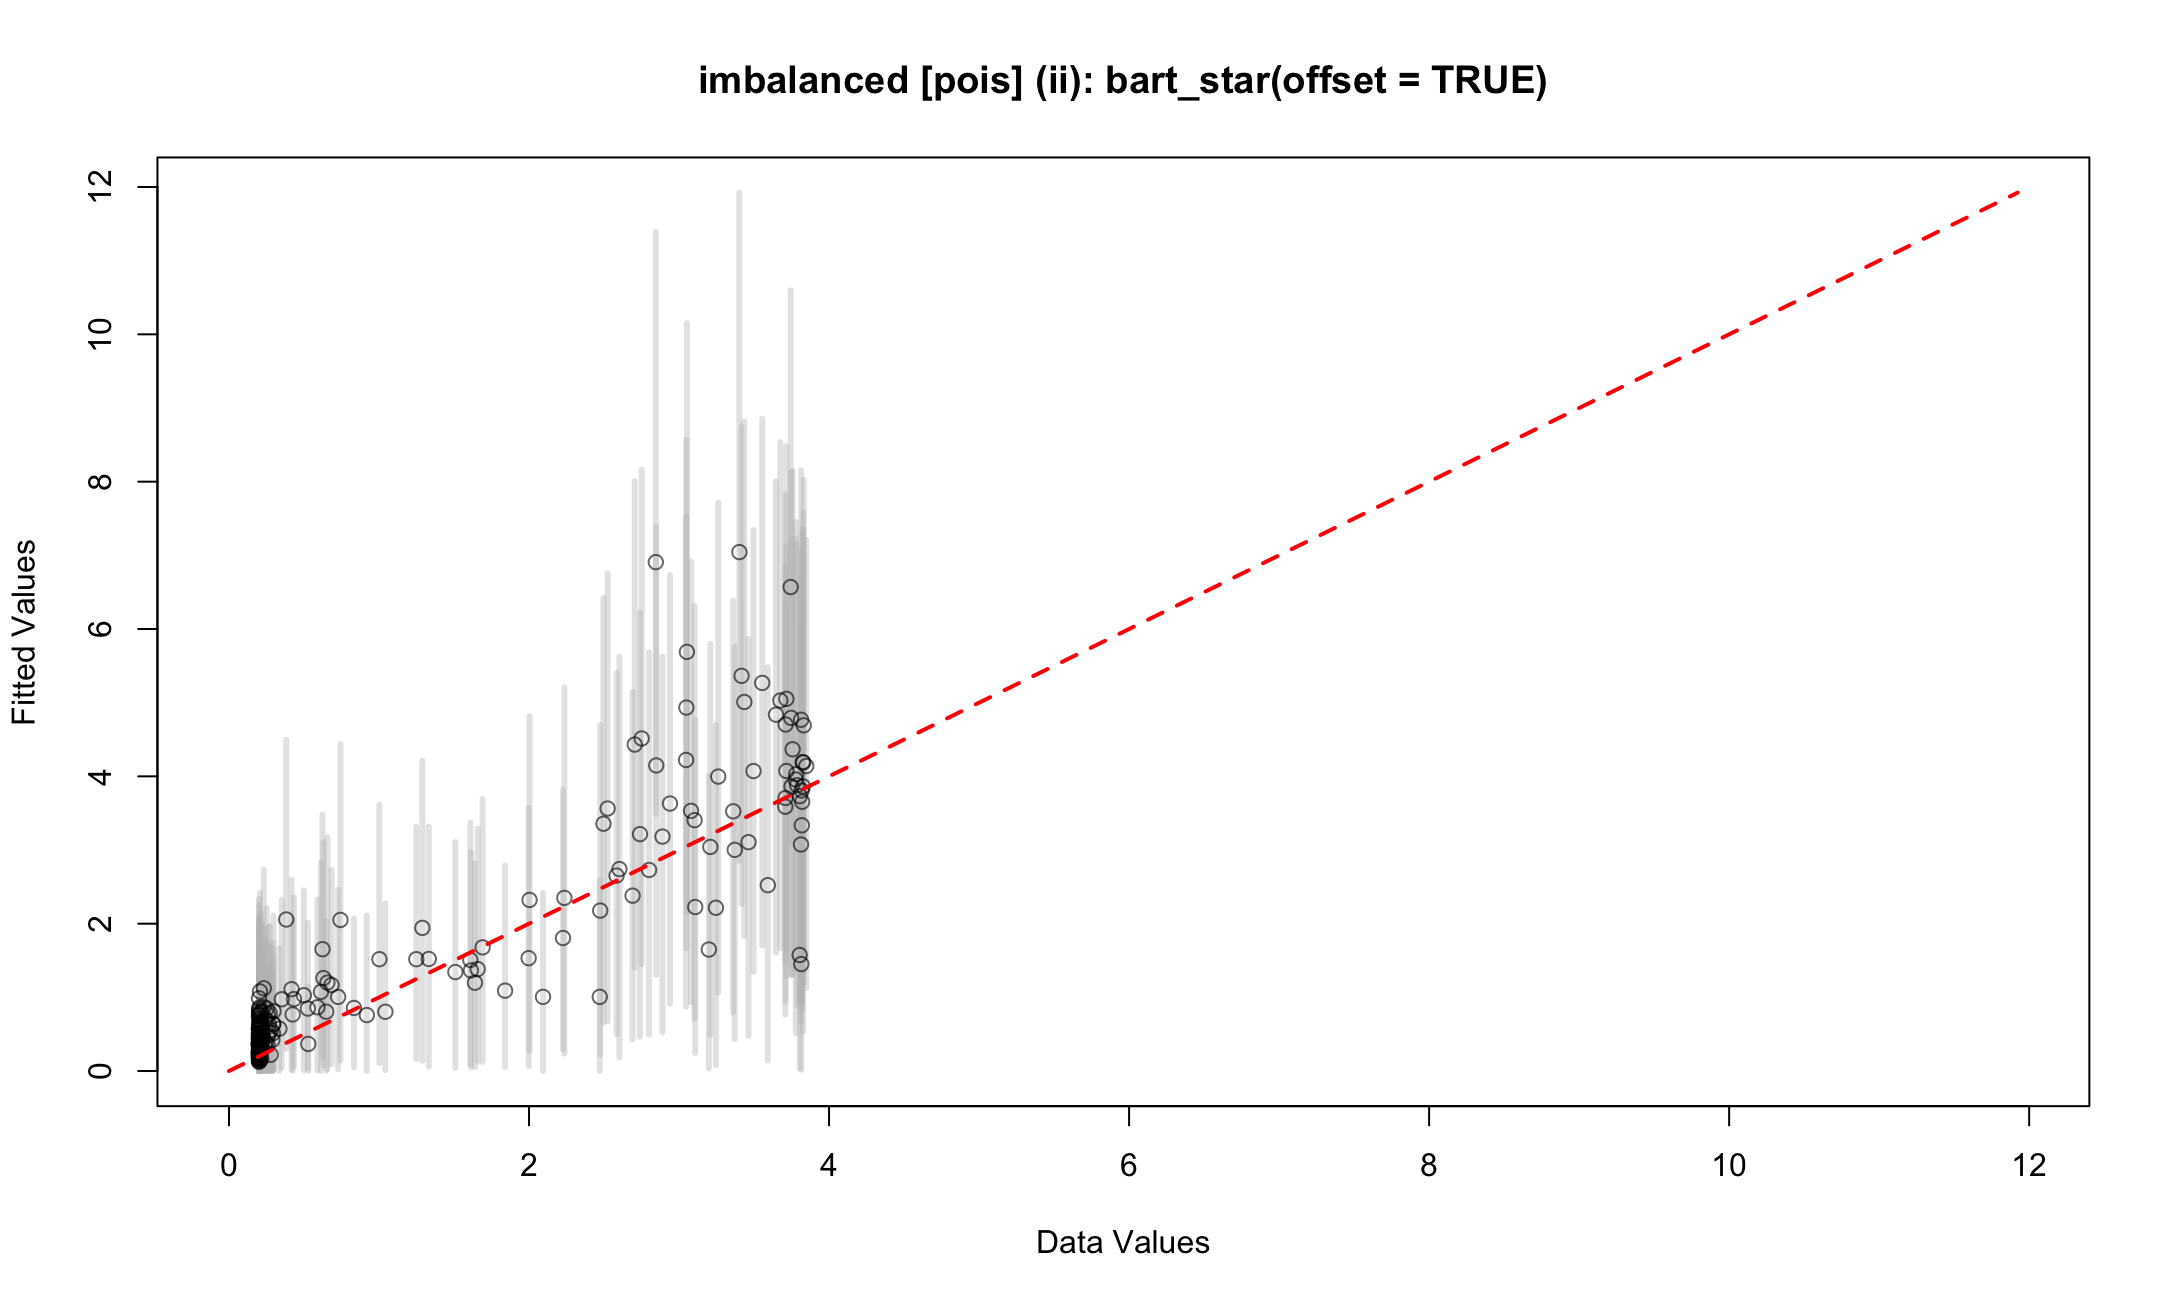 imbalanced [pois] (ii): bart_star(offset = TRUE)
12
10
8
6
4
2
0
Fitted Values
0 2 4 6 8 10 12
Data Values